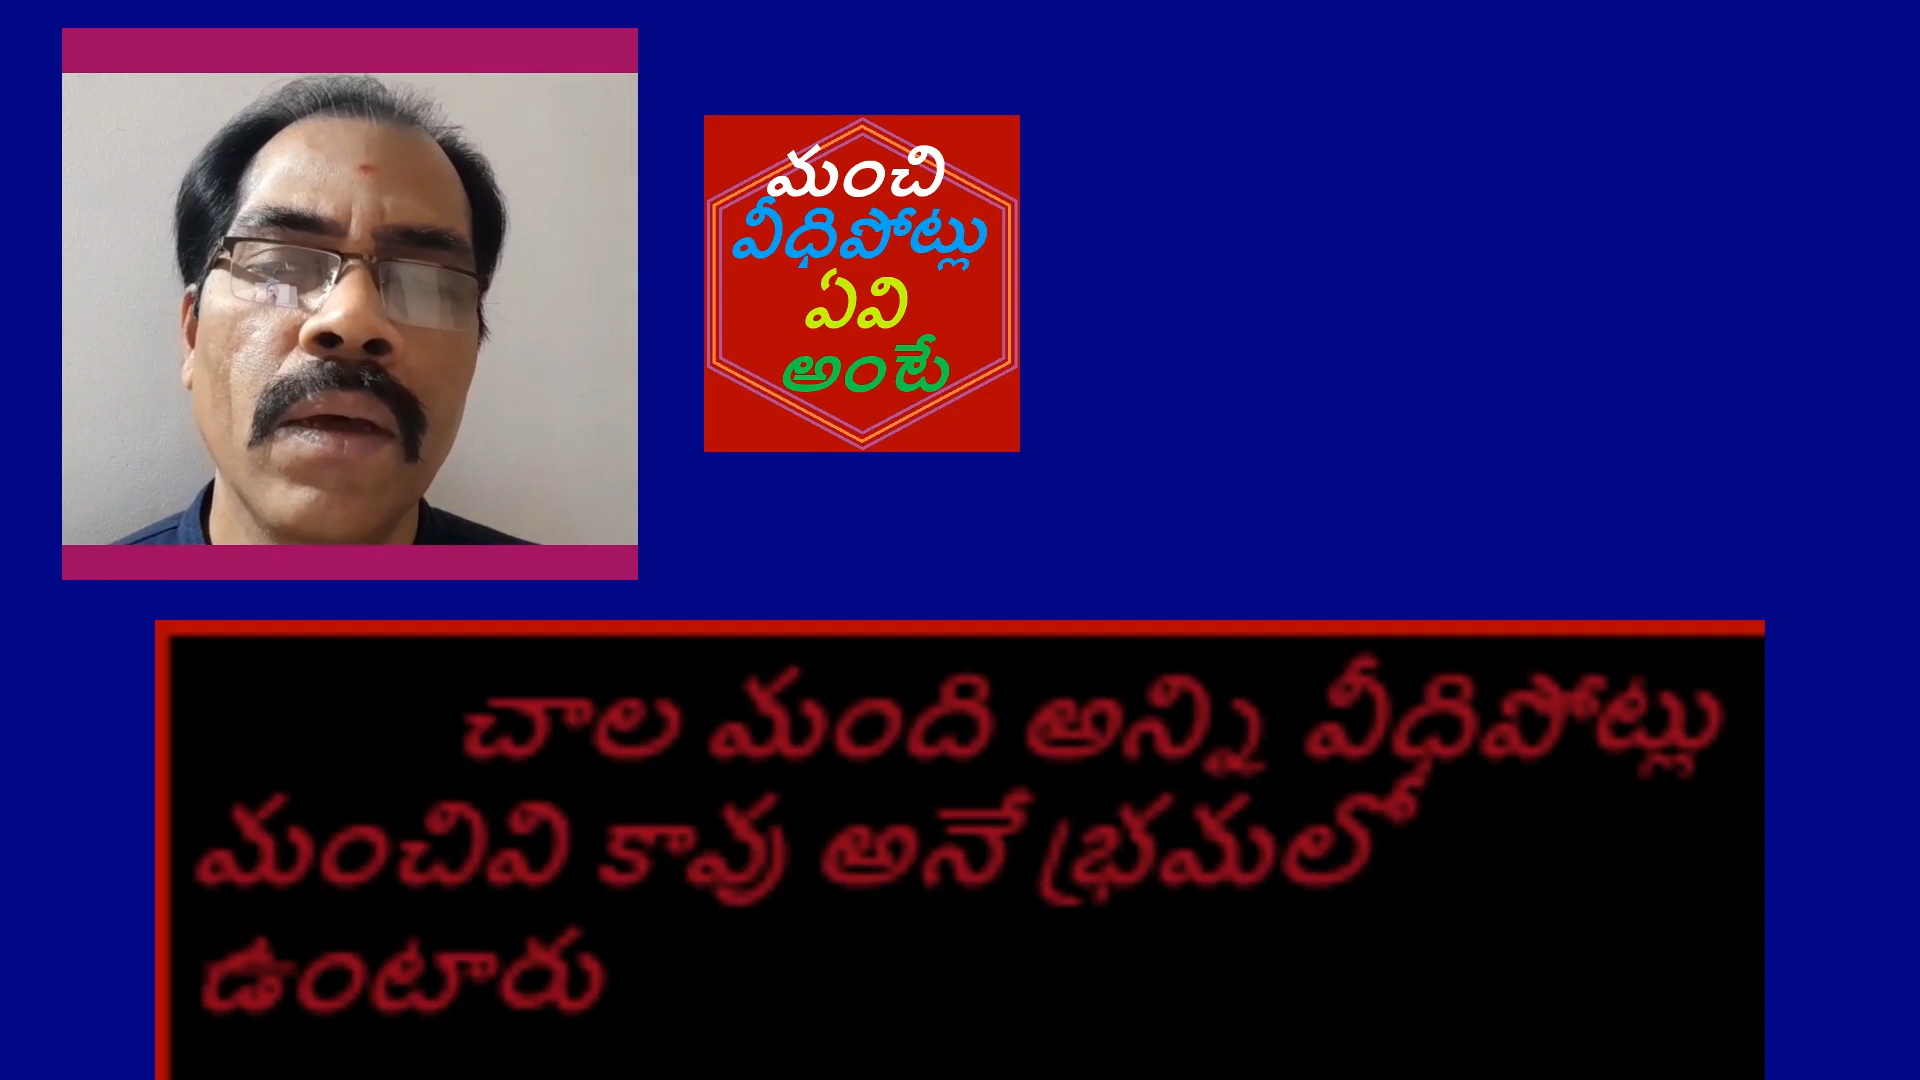 మంచి
వీధిపోట్లు
ఏవి
అంటే
చాల మంది అన్ని వీధిపోట్లు
మంచివి కావు అనే భ్రమలో
ఉంటారు